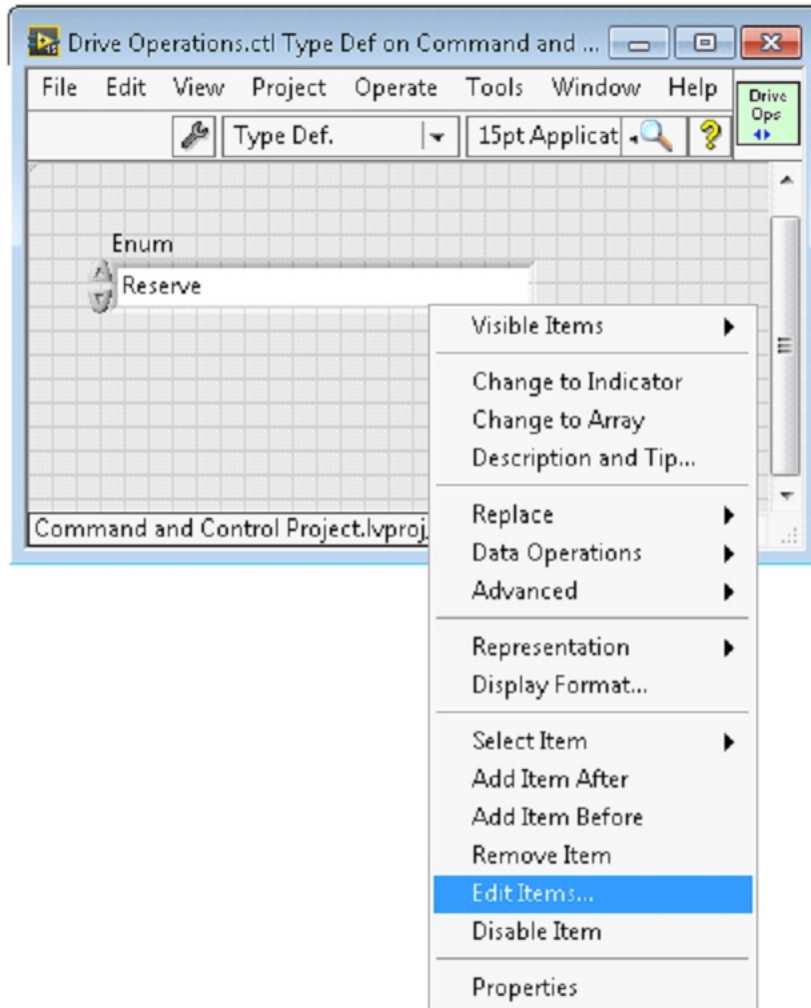 Drive Operations.ctl Type Def on Command and ...
File Edit View Project Operate Tools Window Help
Drive
Ops
Type Def.
15pt Applicat
?
Enum
Reserve
Visible Items
Change to Indicator
Change to Array
Description and Tip...
Replace
Data Operations
Advanced
Representation
Display Format...
Select Item
Add Item After
Add Item Before
Remove Item
Edit Items...
Disable Item
Properties
Command and Control Project.lvproj